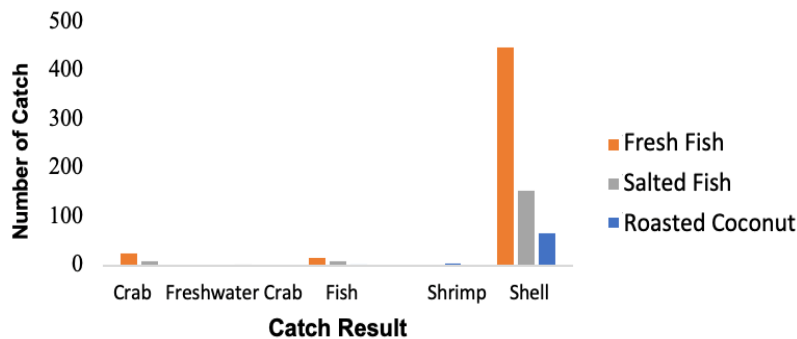 500
400
300
200
100
0
Number of Catch
Crab Freshwater Crab Fish Shrimp Shell
Catch Result
Fresh Fish
Salted Fish
Roasted Coconut